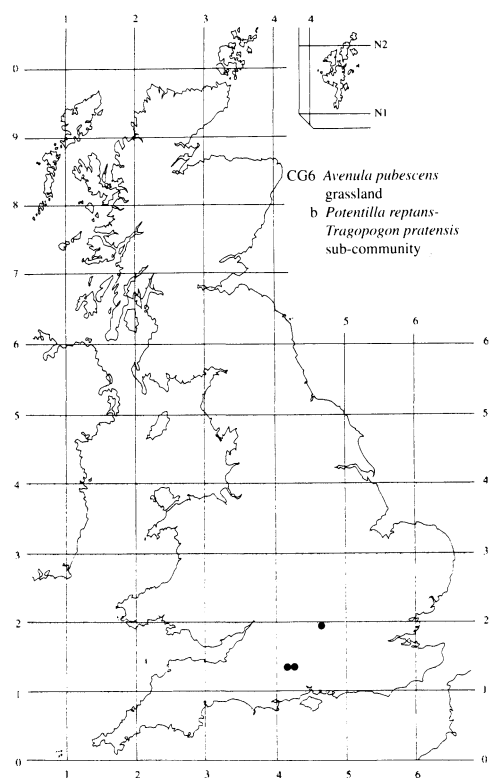 1 2 3 4 4
N2
0
N1
9
CG6 Avenula pubescens
grassland
8
b Potentilla reptans-
Tragopogon pratensis
sub-community
7
5 6
6 6
5 5
4 4
3 3
2 2
1 1
0 0
1 2 3 4 5 6